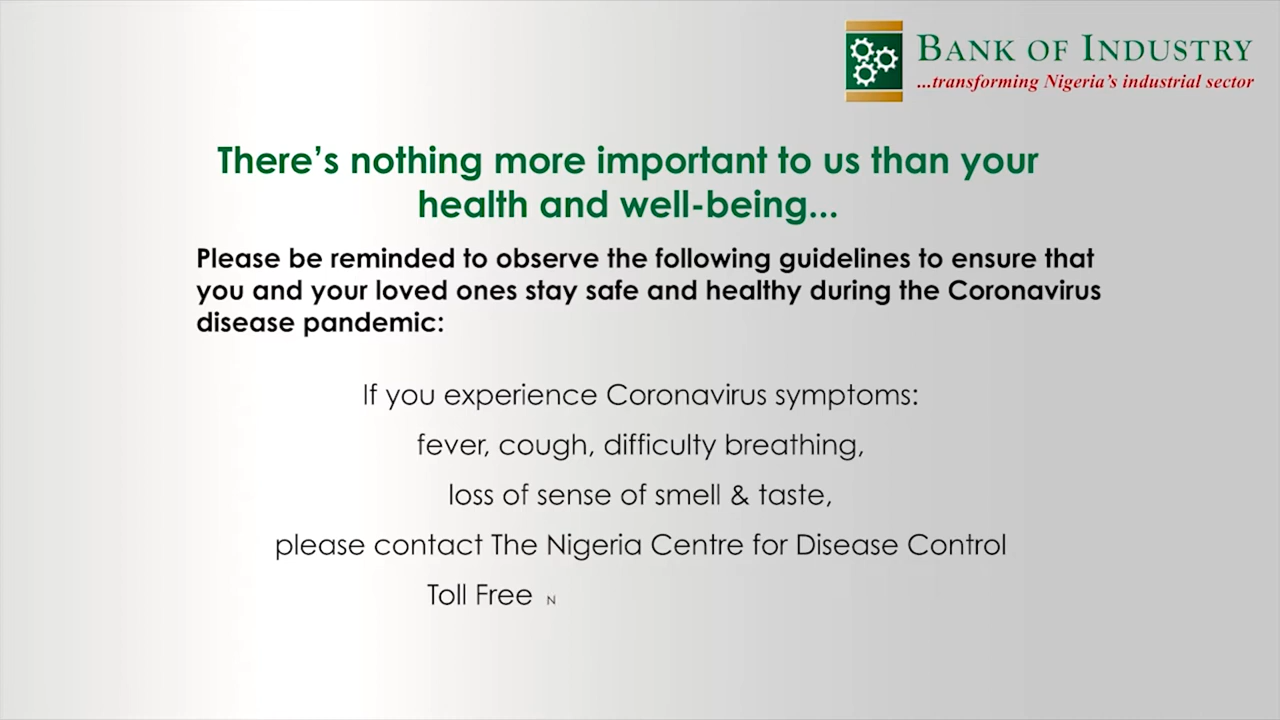 BANK OF INDUSTRY
...transforming Nigeria's industrial sector
There's nothing more important to us than your
health and well-being...
Please be reminded to observe the following guidelines to ensure that
you and your loved ones stay safe and healthy during the Coronavirus
disease pandemic:
If you experience Coronavirus symptoms:
fever, cough, difficulty breathing,
loss of sense of smell & taste,
please contact The Nigeria Centre for Disease Control
Toll Free N